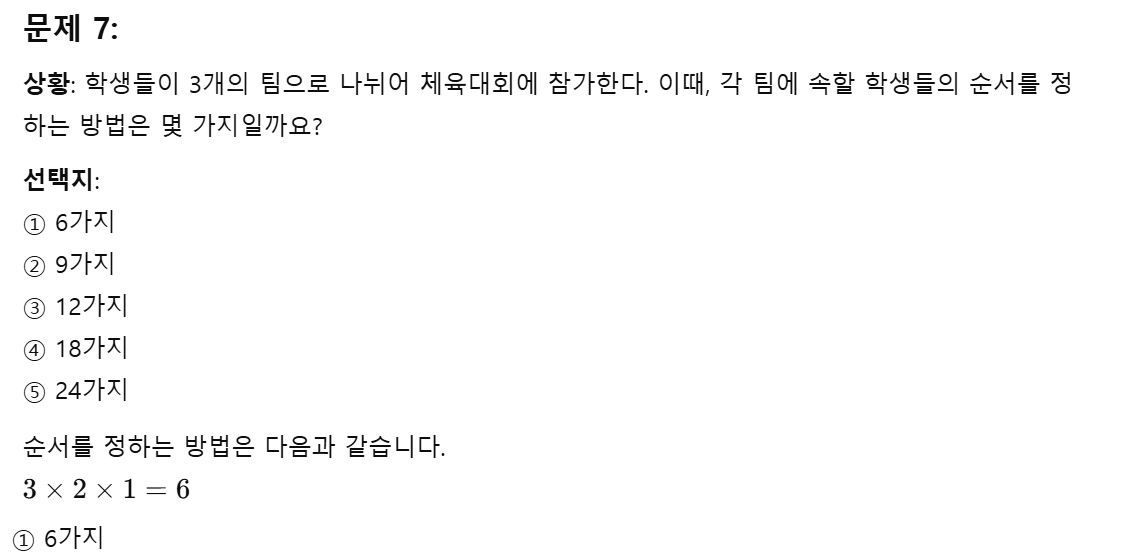 문제 7:
상황: 학생들이 3개의 팀으로 나뉘어 체육대회에 참가한다. 이때, 각 팀에 속할 학생들의 순서를 정
하는 방법은 몇 가지일까요?
선택지:
① 6가지
② 9가지
③ 12가지
④ 18가지
⑤ 24가지
순서를 정하는 방법은 다음과 같습니다.
3 × 2 × 1 = 6
① 6가지